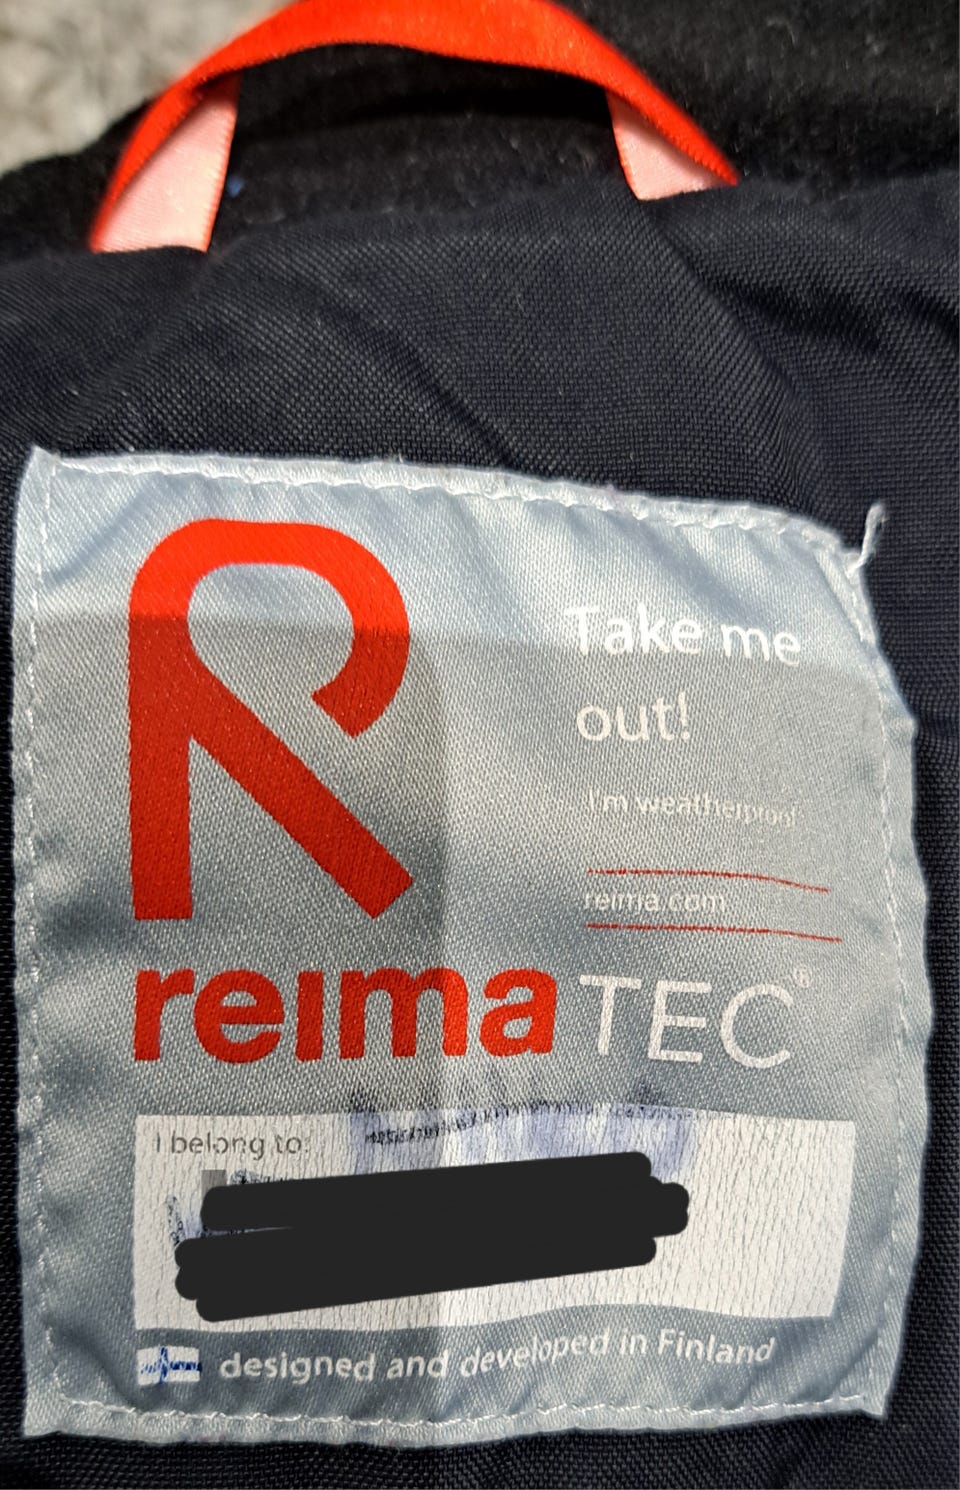 Take me
out!
I'm weatherproof
reima.com
reima TEC®
I belong to:
designed and developed in Finland